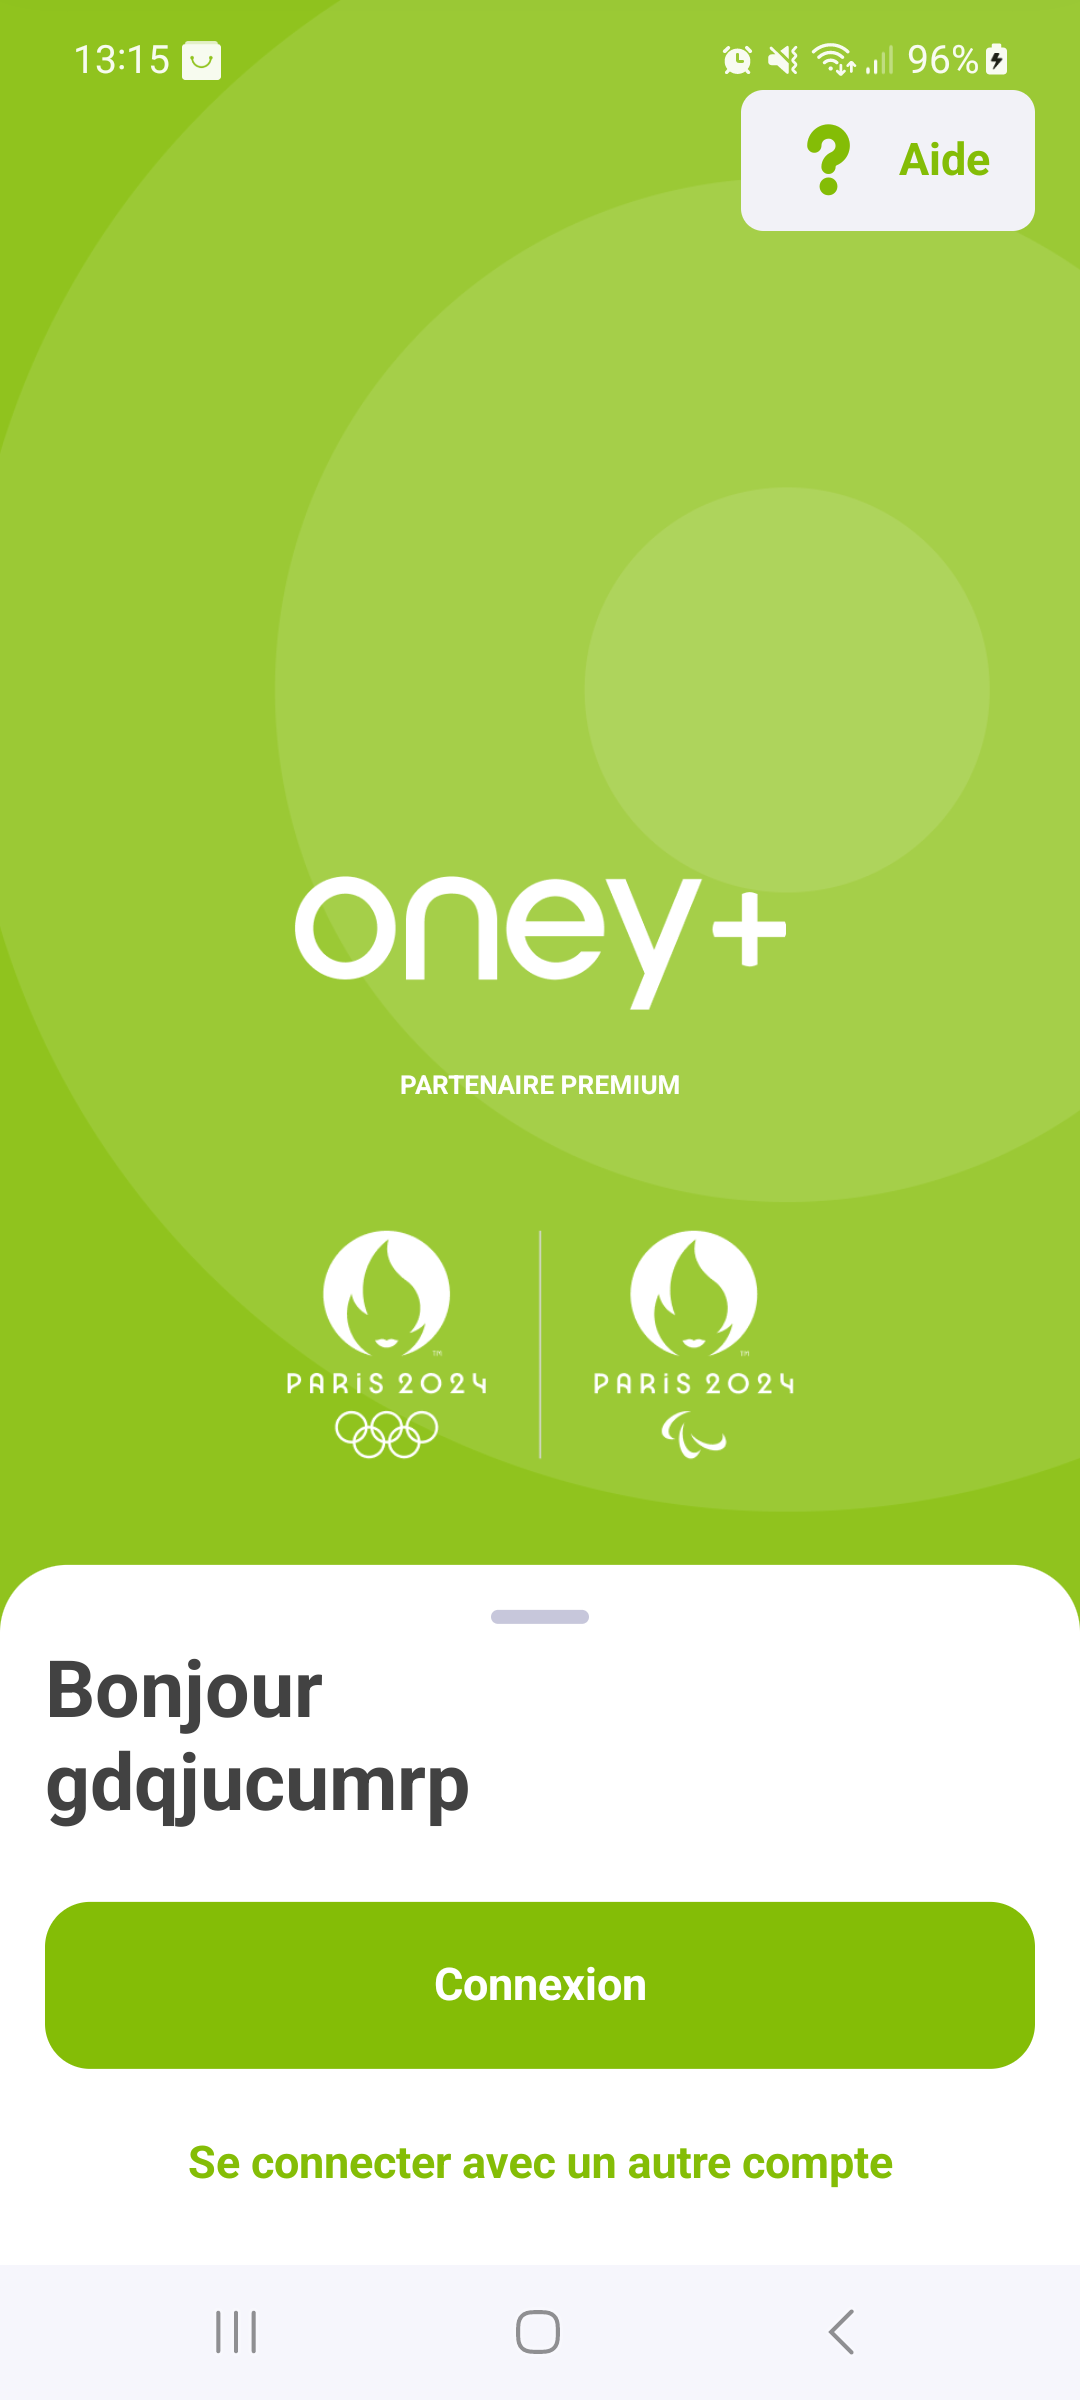 13:15
96%
Aide
oney+
PARTENAIRE PREMIUM
PARIS 2024
PARIS 2024
Bonjour
gdqjucumrp
Connexion
Se connecter avec un autre compte